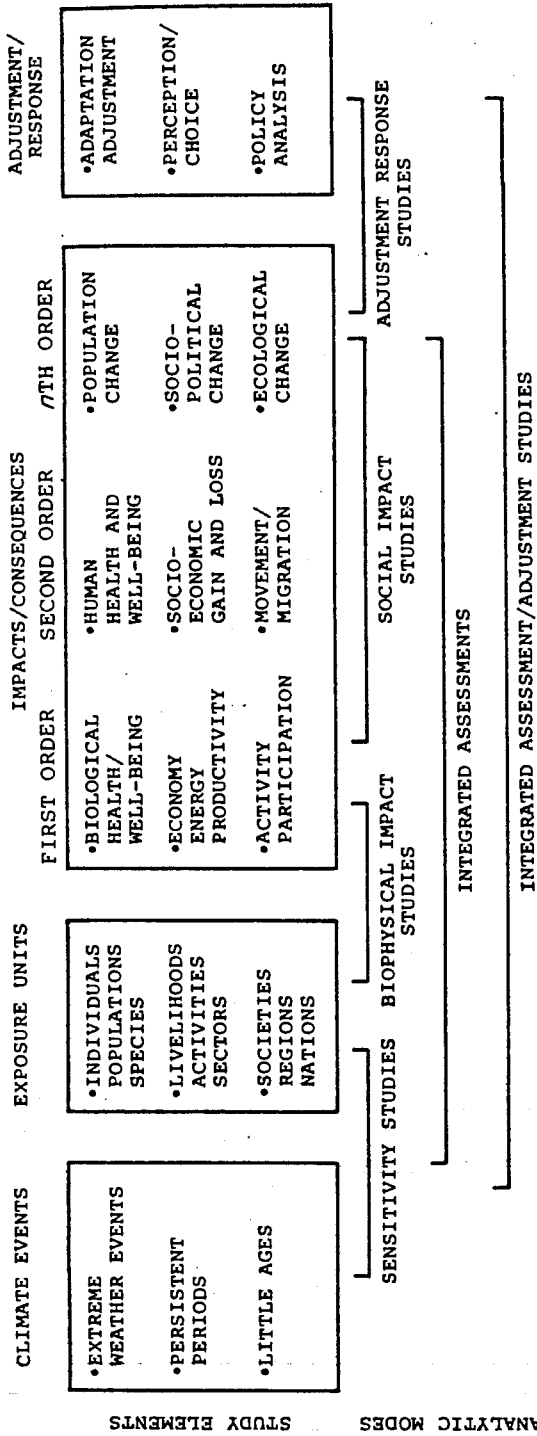 CLIMATE EVENTS
EXPOSURE UNITS
IMPACTS/CONSEQUENCES
FIRST ORDER
SECOND ORDER
nTH ORDER
ADJUSTMENT/
RESPONSE
STUDY ELEMENTS
•EXTREME
WEATHER EVENTS
•PERSISTENT
PERIODS
•LITTLE AGES
•INDIVIDUALS
POPULATIONS
SPECIES
•LIVELIHOODS
ACTIVITIES
SECTORS
•SOCIETIES
REGIONS
NATIONS
•BIOLOGICAL
HEALTH/
WELL-BEING
•ECONOMY
ENERGY
PRODUCTIVITY
•ACTIVITY
PARTICIPATION
•HUMAN
HEALTH AND
WELL-BEING
•SOCIO-
ECONOMIC
GAIN AND LOSS
•MOVEMENT/
MIGRATION
•POPULATION
CHANGE
•SOCIO-
POLITICAL
CHANGE
•ECOLOGICAL
CHANGE
•ADAPTATION
ADJUSTMENT
•PERCEPTION/
CHOICE
•POLICY
ANALYSIS
ANALYTIC MODES
SENSITIVITY STUDIES
BIOPHYSICAL IMPACT
STUDIES
SOCIAL IMPACT
STUDIES
ADJUSTMENT RESPONSE
STUDIES
INTEGRATED ASSESSMENTS
INTEGRATED ASSESSMENT/ADJUSTMENT STUDIES